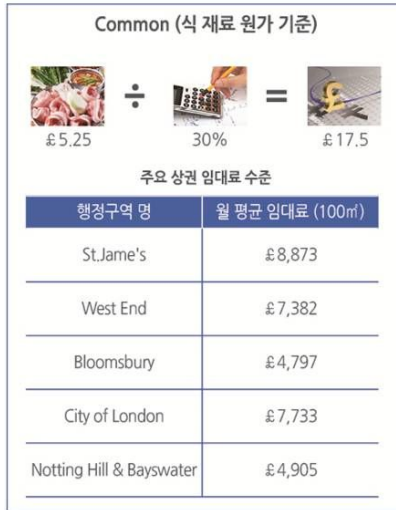 Common (식 재료 원가 기준)
÷ =
£5.25 30% £17.5
주요 상권 임대료 수준
행정구역 명 월 평균 임대료 (100㎡)
St.Jame's £8,873
West End £7,382
Bloomsbury £4,797
City of London £7,733
Notting Hill & Bayswater £4,905